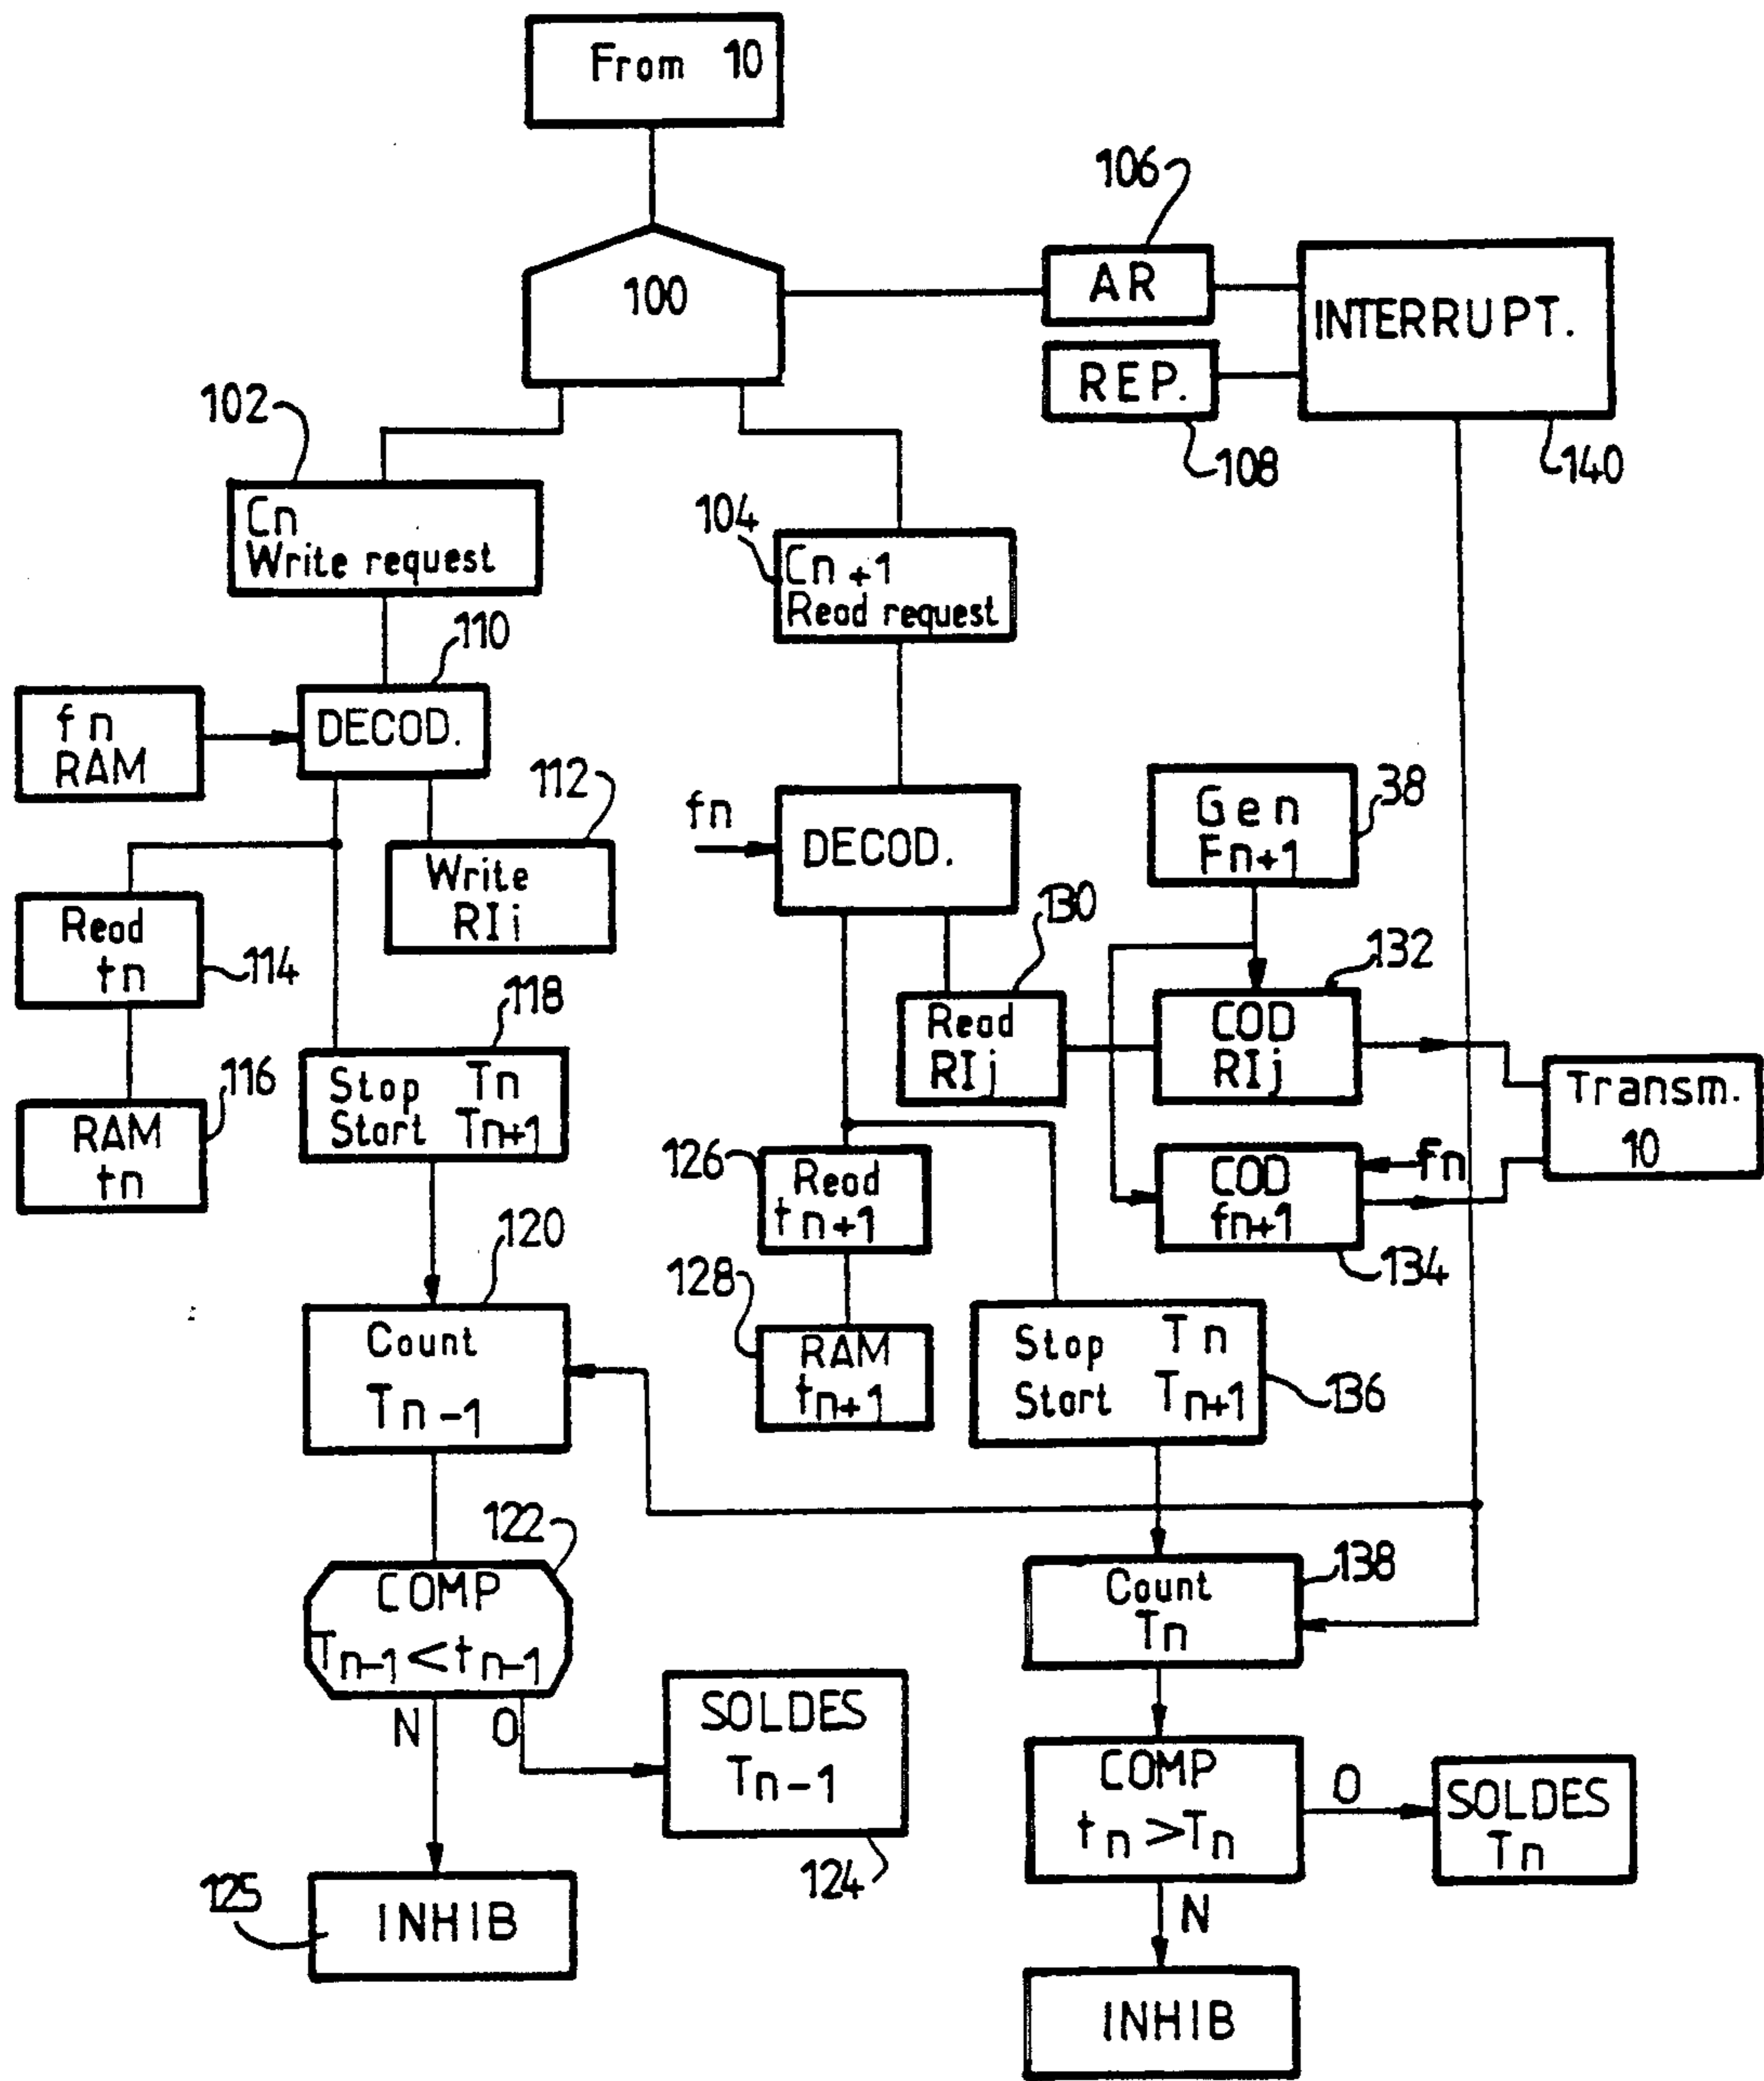 From 10
106
100
AR
INTERRUPT.
REP.
102
108
140
Cn
Write request
104
Cn+1
Read request
110
fn
RAM
DECOD.
112
fn
DECOD.
Gen
Fn+1
38
Write
RIi
Read
tn
114
130
132
118
Read
RIj
COD
RIj
Stop Tn
Start Tn+1
116
RAM
tn
Transm.
10
126
Read
tn+1
COD
fn+1
fn
134
120
128
Count
Tn-1
RAM
tn+1
Stop Tn
Start Tn+1
136
122
COMP
Tn-1<tn-1
138
Count
Tn
N
O
SOLDES
Tn-1
124
COMP
tn>Tn
O
SOLDES
Tn
125
INHIB
N
INHIB